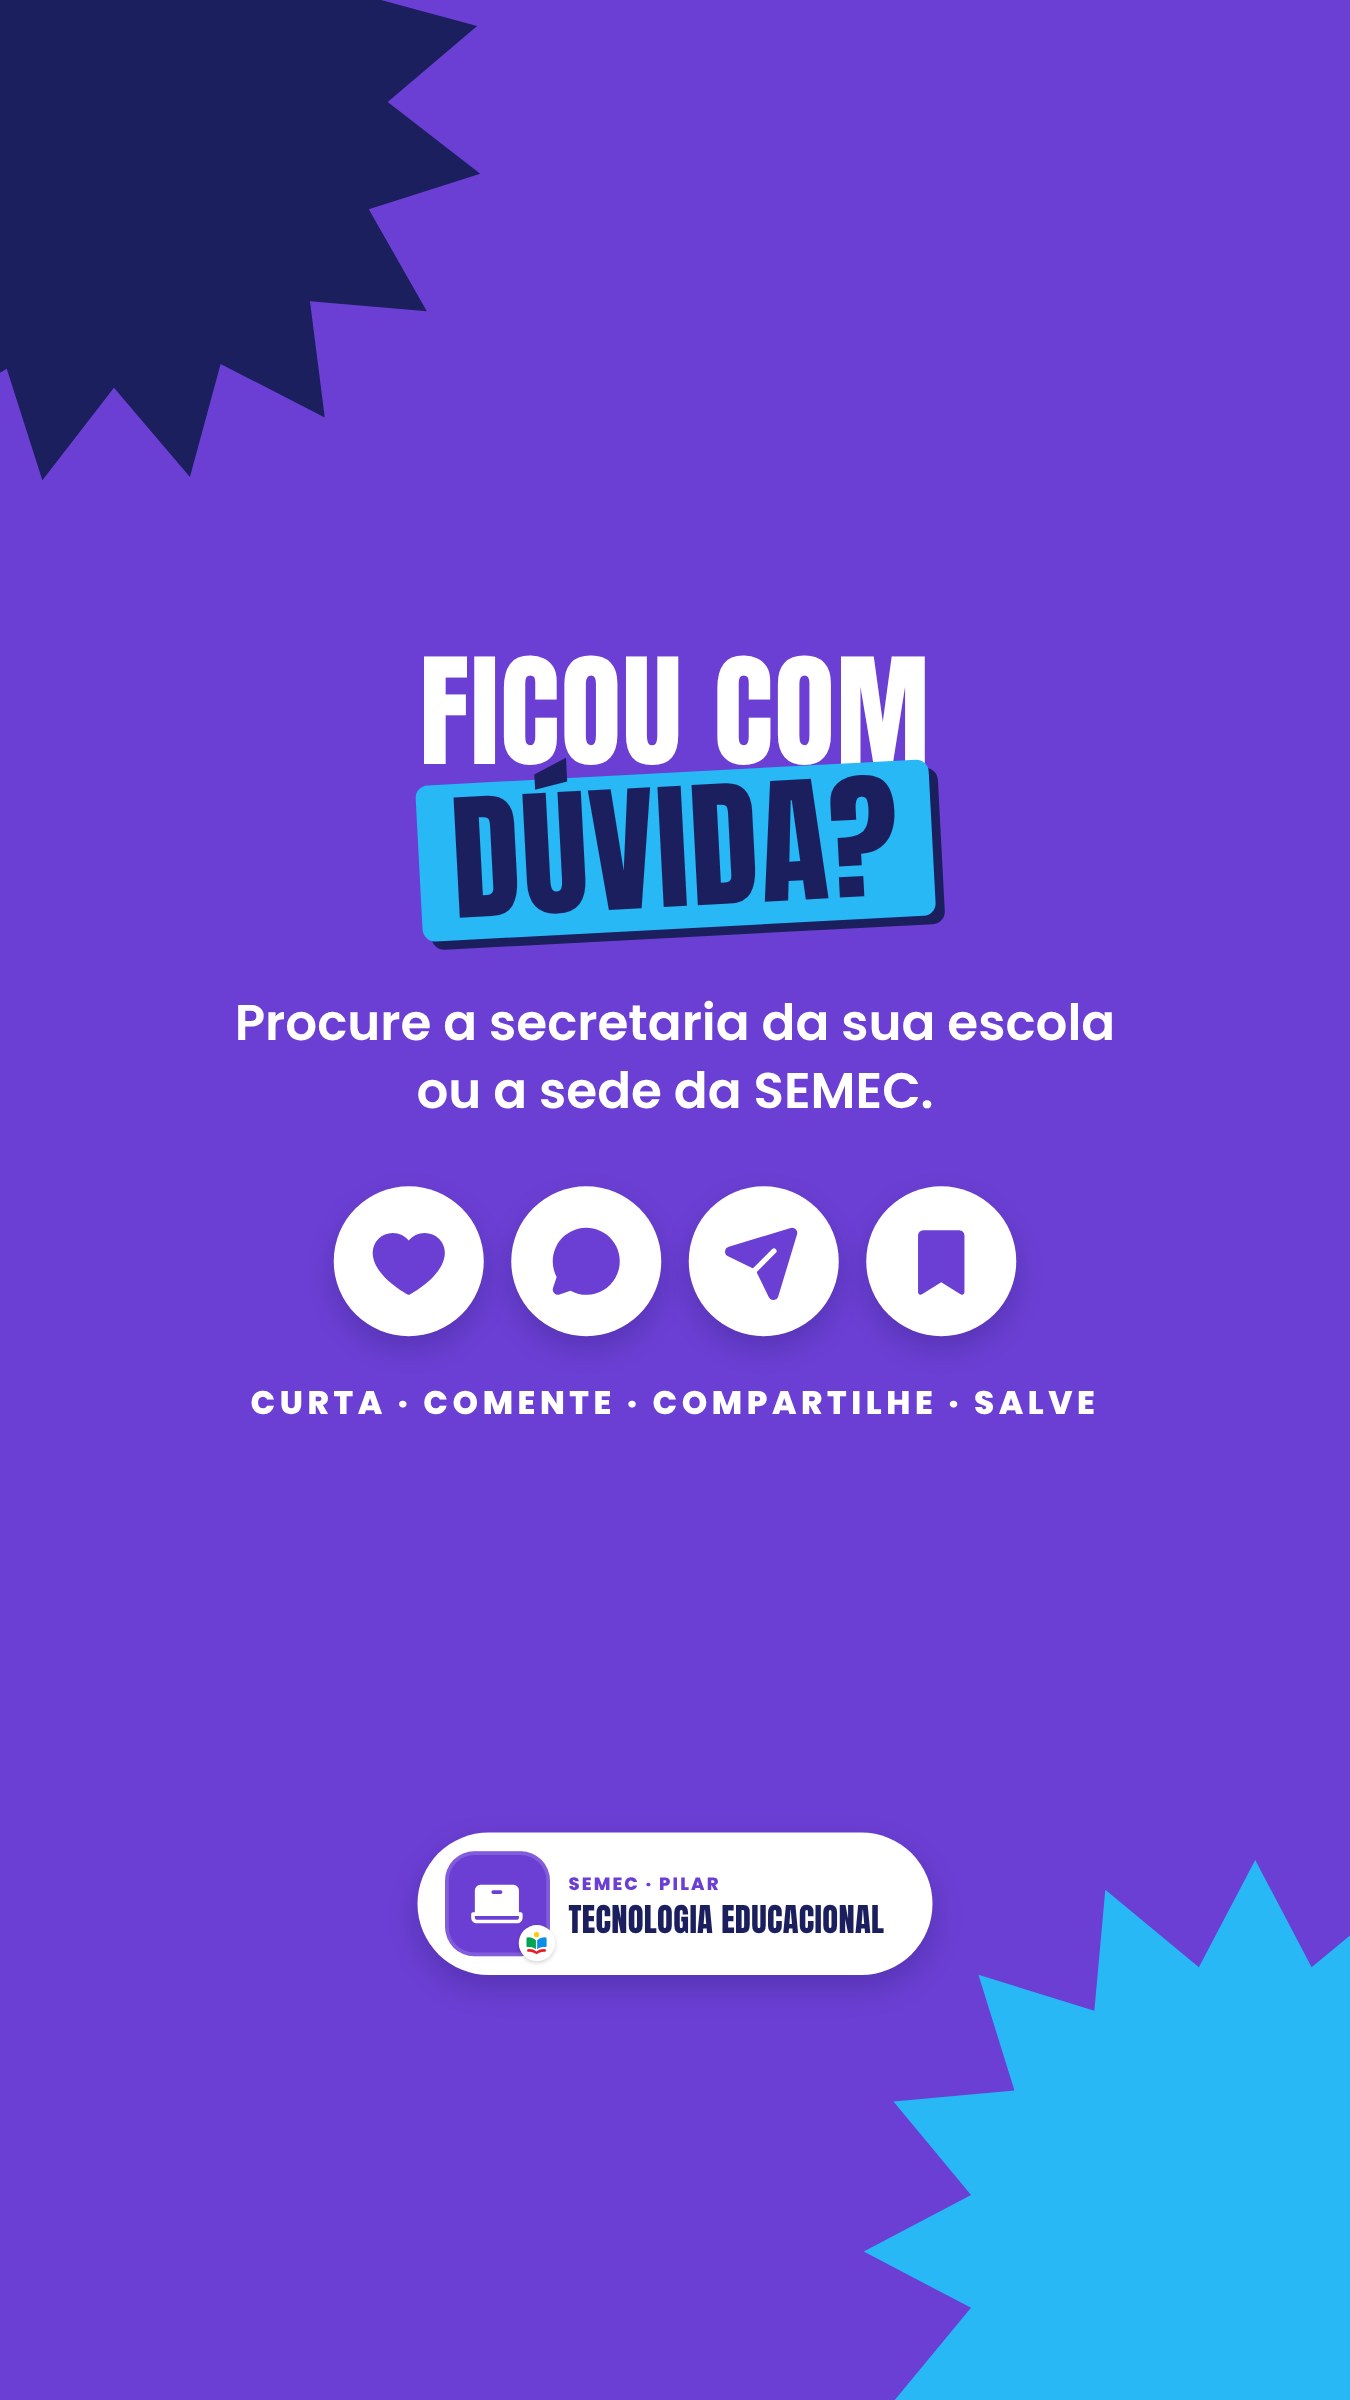 FICOU COM
DÚVIDA?
Procure a secretaria da sua escola
ou a sede da SEMEC.
CURTA · COMENTE · COMPARTILHE · SALVE
SEMEC · PILAR
TECNOLOGIA EDUCACIONAL